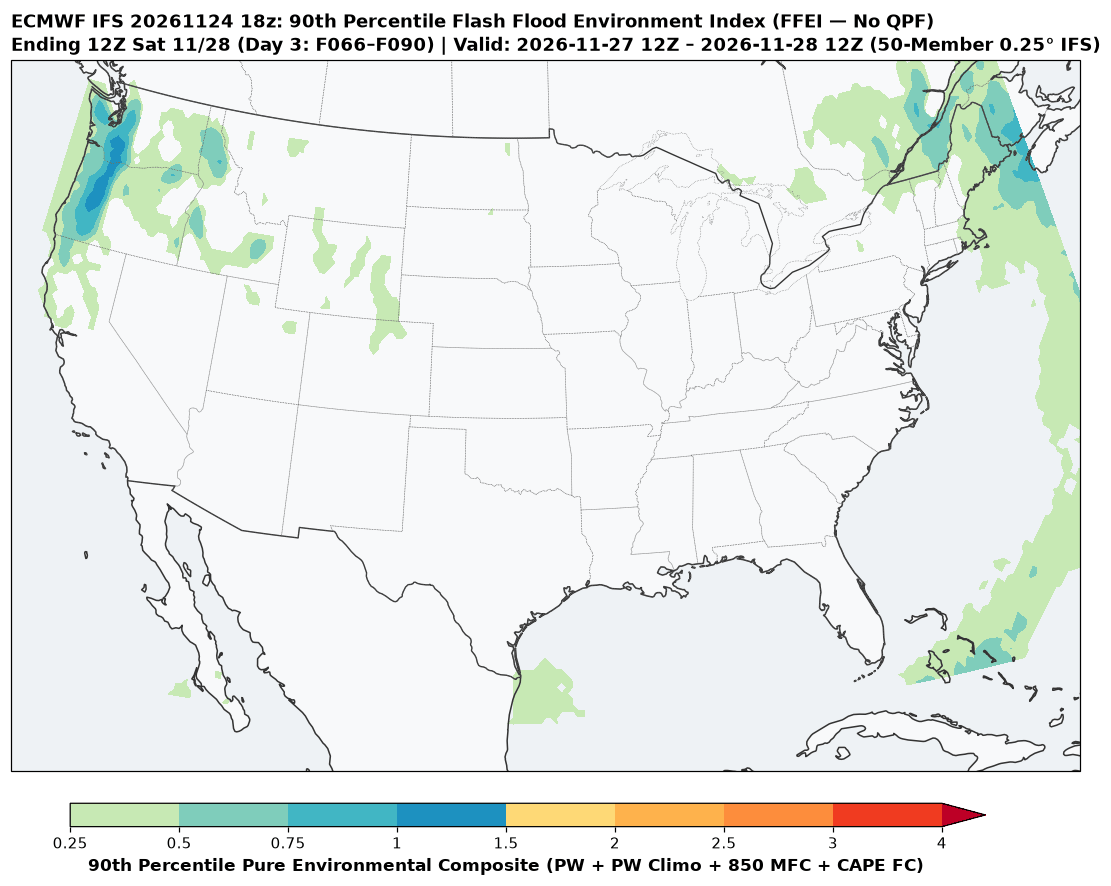 ECMWF IFS 20261124 18z: 90th Percentile Flash Flood Environment Index (FFEI — No QPF)
Ending 12Z Sat 11/28 (Day 3: F066–F090) | Valid: 2026-11-27 12Z – 2026-11-28 12Z (50-Member 0.25° IFS)
0.25 0.5 0.75 1 1.5 2 2.5 3 4
90th Percentile Pure Environmental Composite (PW + PW Climo + 850 MFC + CAPE FC)